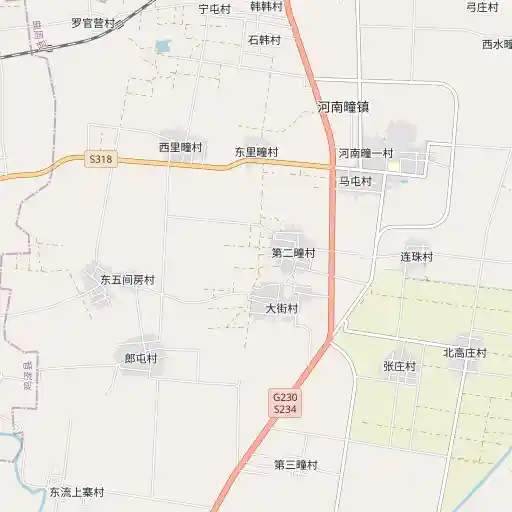 宁屯村
韩韩村
弓庄村
罗官营村
石韩村
西水疃
河南疃镇
西里疃村
东里疃村
河南疃一村
S318
马屯村
第二疃村
连珠村
东五间房村
大街村
郎屯村
北高庄村
张庄村
G230
S234
第三疃村
东流上寨村